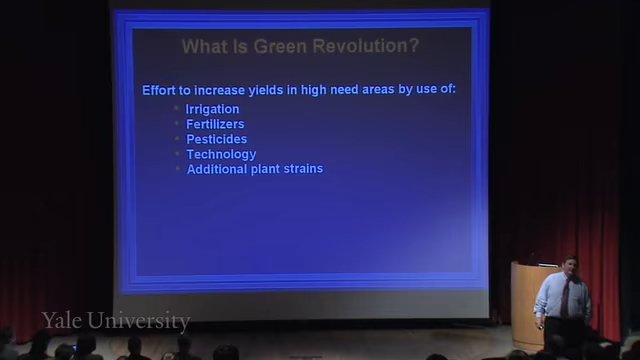 What Is Green Revolution?
Effort to increase yields in high need areas by use of:
Irrigation
Fertilizers
Pesticides
Technology
Additional plant strains
Yale University